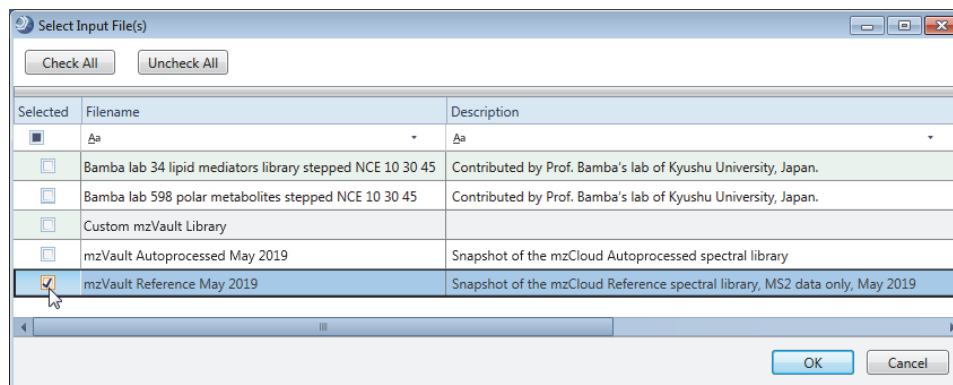 Select Input File(s)
Check All Uncheck All
Selected Filename Description
Aa Aa
Bamba lab 34 lipid mediators library stepped NCE 10 30 45 Contributed by Prof. Bamba's lab of Kyushu University, Japan.
Bamba lab 598 polar metabolites stepped NCE 10 30 45 Contributed by Prof. Bamba's lab of Kyushu University, Japan.
Custom mzVault Library
mzVault Autoprocessed May 2019 Snapshot of the mzCloud Autoprocessed spectral library
mzVault Reference May 2019 Snapshot of the mzCloud Reference spectral library, MS2 data only, May 2019
OK Cancel